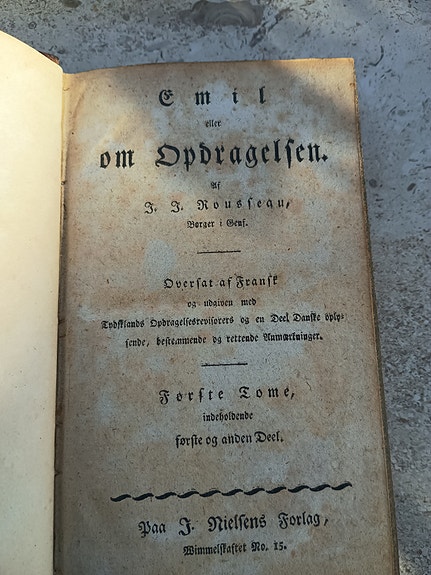 Emil
eller
om Opdragelsen.
Af
J. J. Rousseau,
Borger i Genf.
Oversat af Fransk
og udgiven med
Tydsklands Opdragelsesrevisorers og en Deel Danske oply-
sende, bestemmende og rettende Anmærkninger.
Første Tome,
indeholdende
første og anden Deel.
Paa J. Nielsens Forlag,
Wimmelskaftet No. 15.